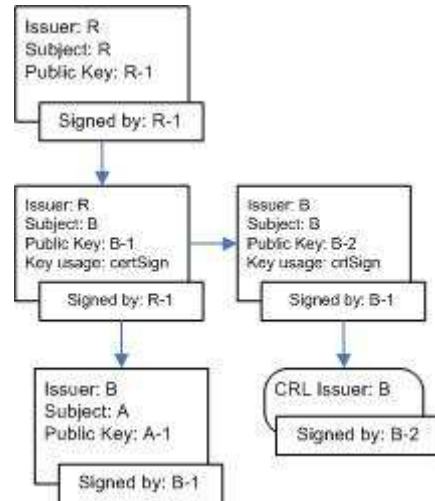 Issuer: R
Subject: R
Public Key: R-1
Signed by: R-1
Issuer: R
Subject: B
Public Key: B-1
Key usage: certSign
Signed by: R-1
Issuer: B
Subject: B
Public Key: B-2
Key usage: crlSign
Signed by: B-1
Issuer: B
Subject: A
Public Key: A-1
Signed by: B-1
CRL Issuer: B
Signed by: B-2